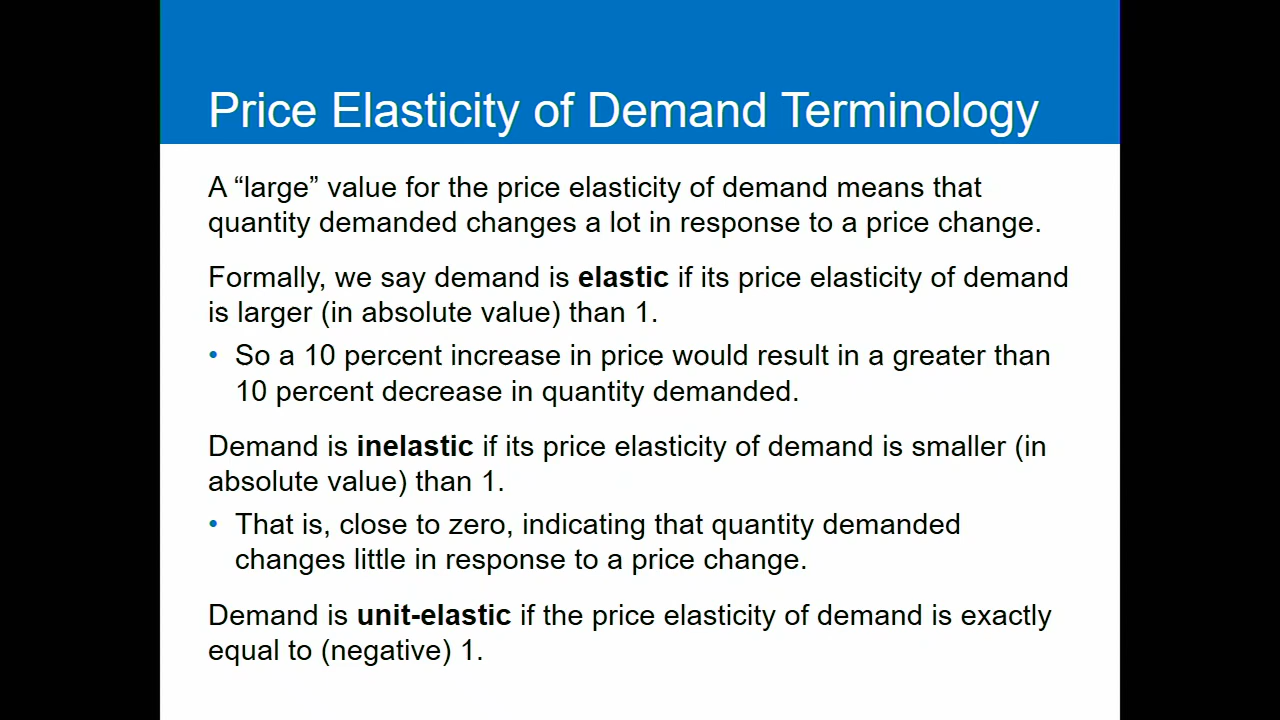 Price Elasticity of Demand Terminology
A “large” value for the price elasticity of demand means that
quantity demanded changes a lot in response to a price change.
Formally, we say demand is elastic if its price elasticity of demand
is larger (in absolute value) than 1.
• So a 10 percent increase in price would result in a greater than
10 percent decrease in quantity demanded.
Demand is inelastic if its price elasticity of demand is smaller (in
absolute value) than 1.
• That is, close to zero, indicating that quantity demanded
changes little in response to a price change.
Demand is unit-elastic if the price elasticity of demand is exactly
equal to (negative) 1.